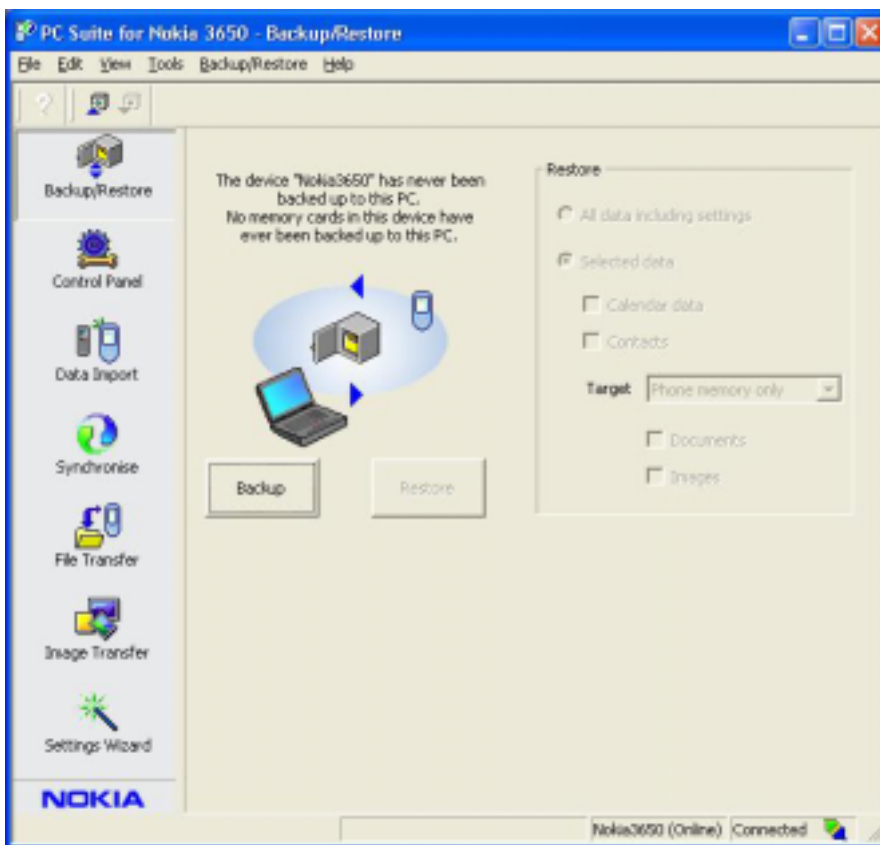 PC Suite for Nokia 3650 - Backup/Restore
File Edit View Tools Backup/Restore Help
Backup/Restore
Control Panel
Data Import
Synchronise
File Transfer
Image Transfer
Settings Wizard
NOKIA
The device "Nokia3650" has never been
backed up to this PC.
No memory cards in this device have
ever been backed up to this PC.
Backup
Restore
Restore
All data including settings
Selected data
Calendar data
Contacts
Target Phone memory only
Documents
Images
Nokia3650 (Online) Connected